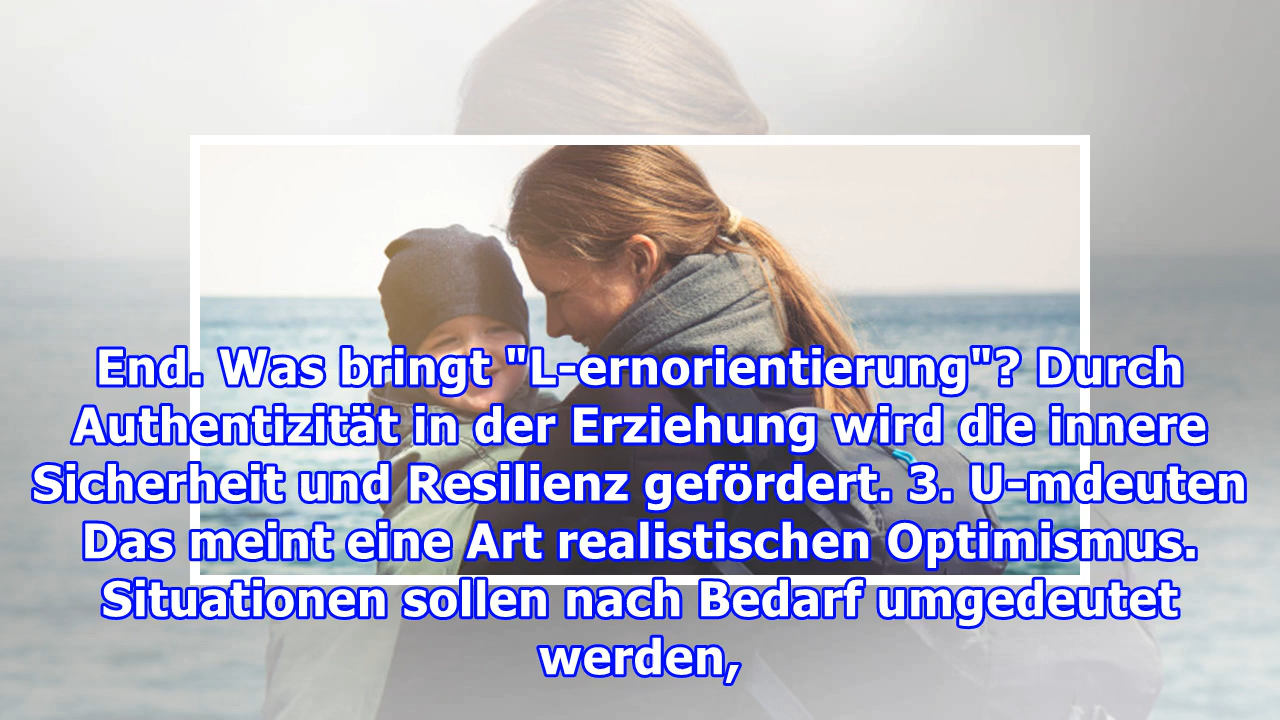 End. Was bringt "L-ernorientierung"? Durch
Authentizität in der Erziehung wird die innere
Sicherheit und Resilienz gefördert. 3. U-mdeuten
Das meint eine Art realistischen Optimismus.
Situationen sollen nach Bedarf umgedeutet
werden,